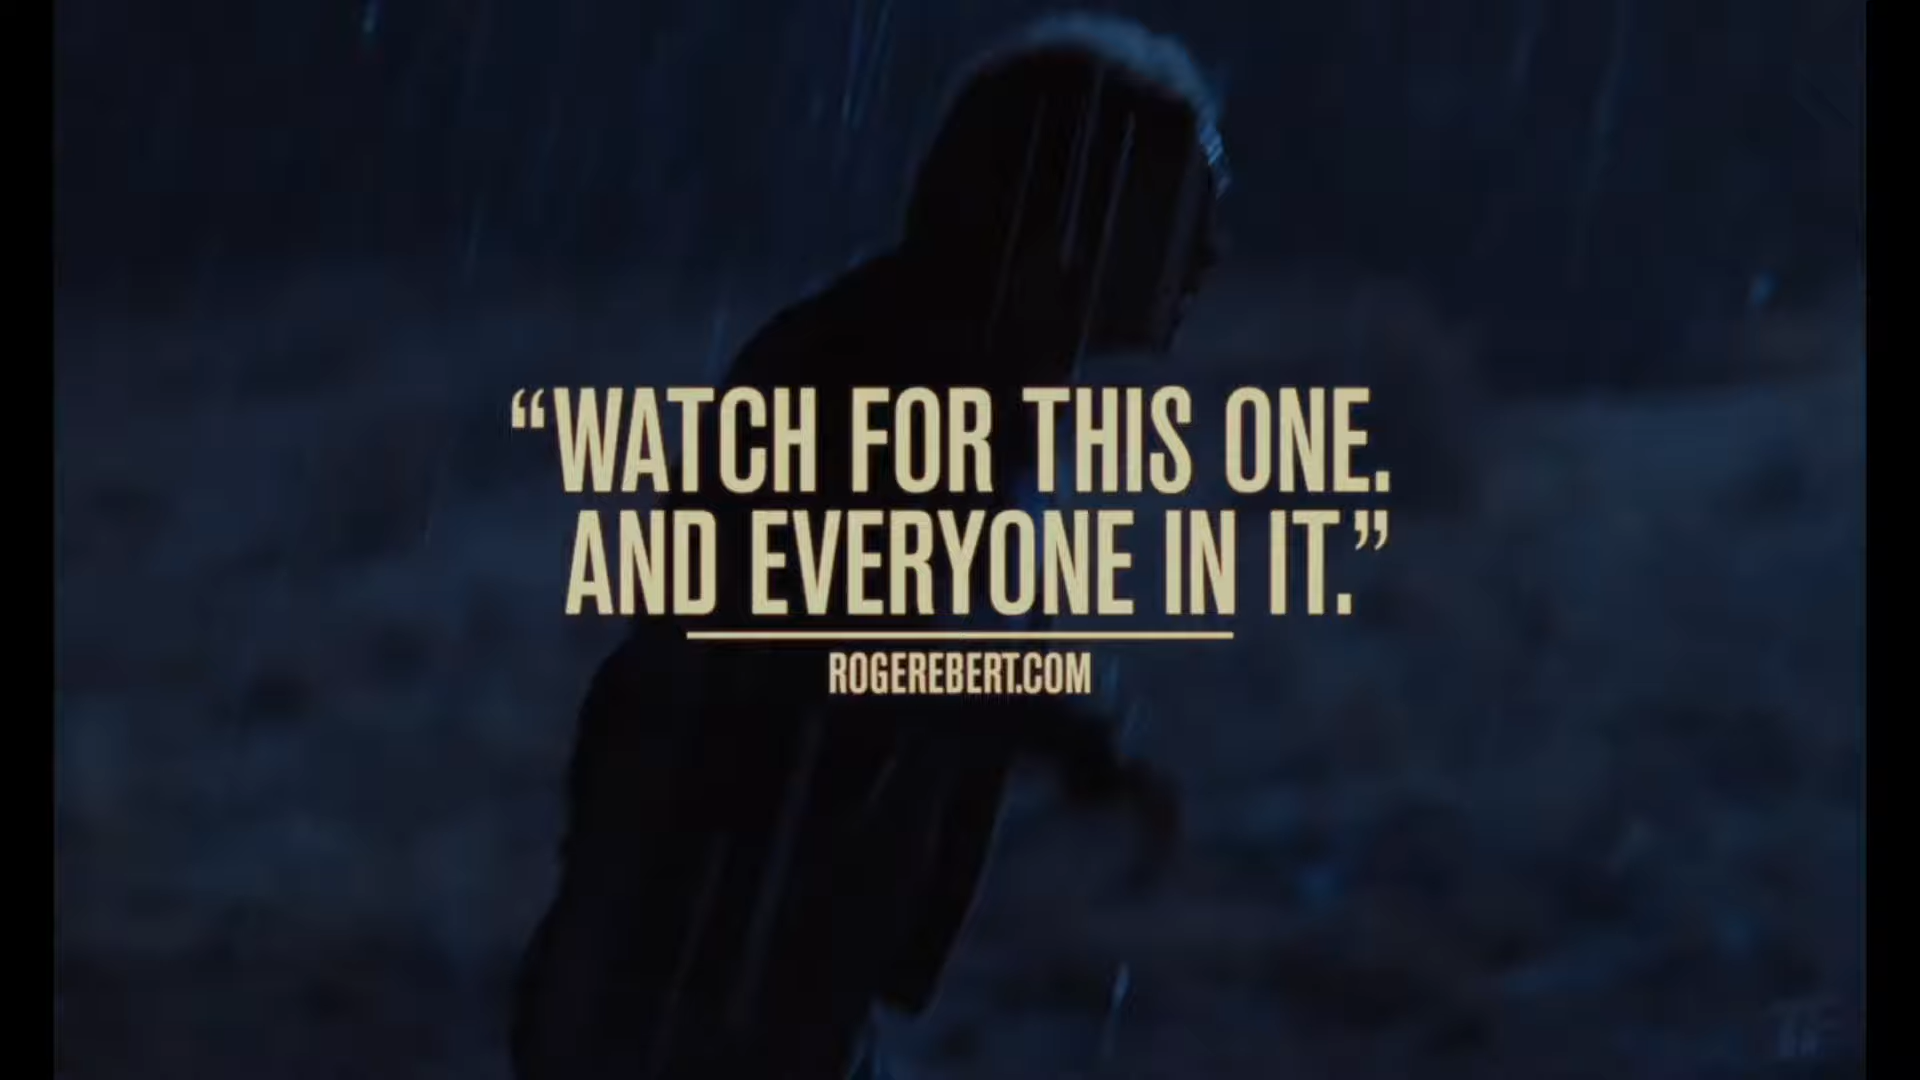 “WATCH FOR THIS ONE.
AND EVERYONE IN IT.”
ROGEREBERT.COM